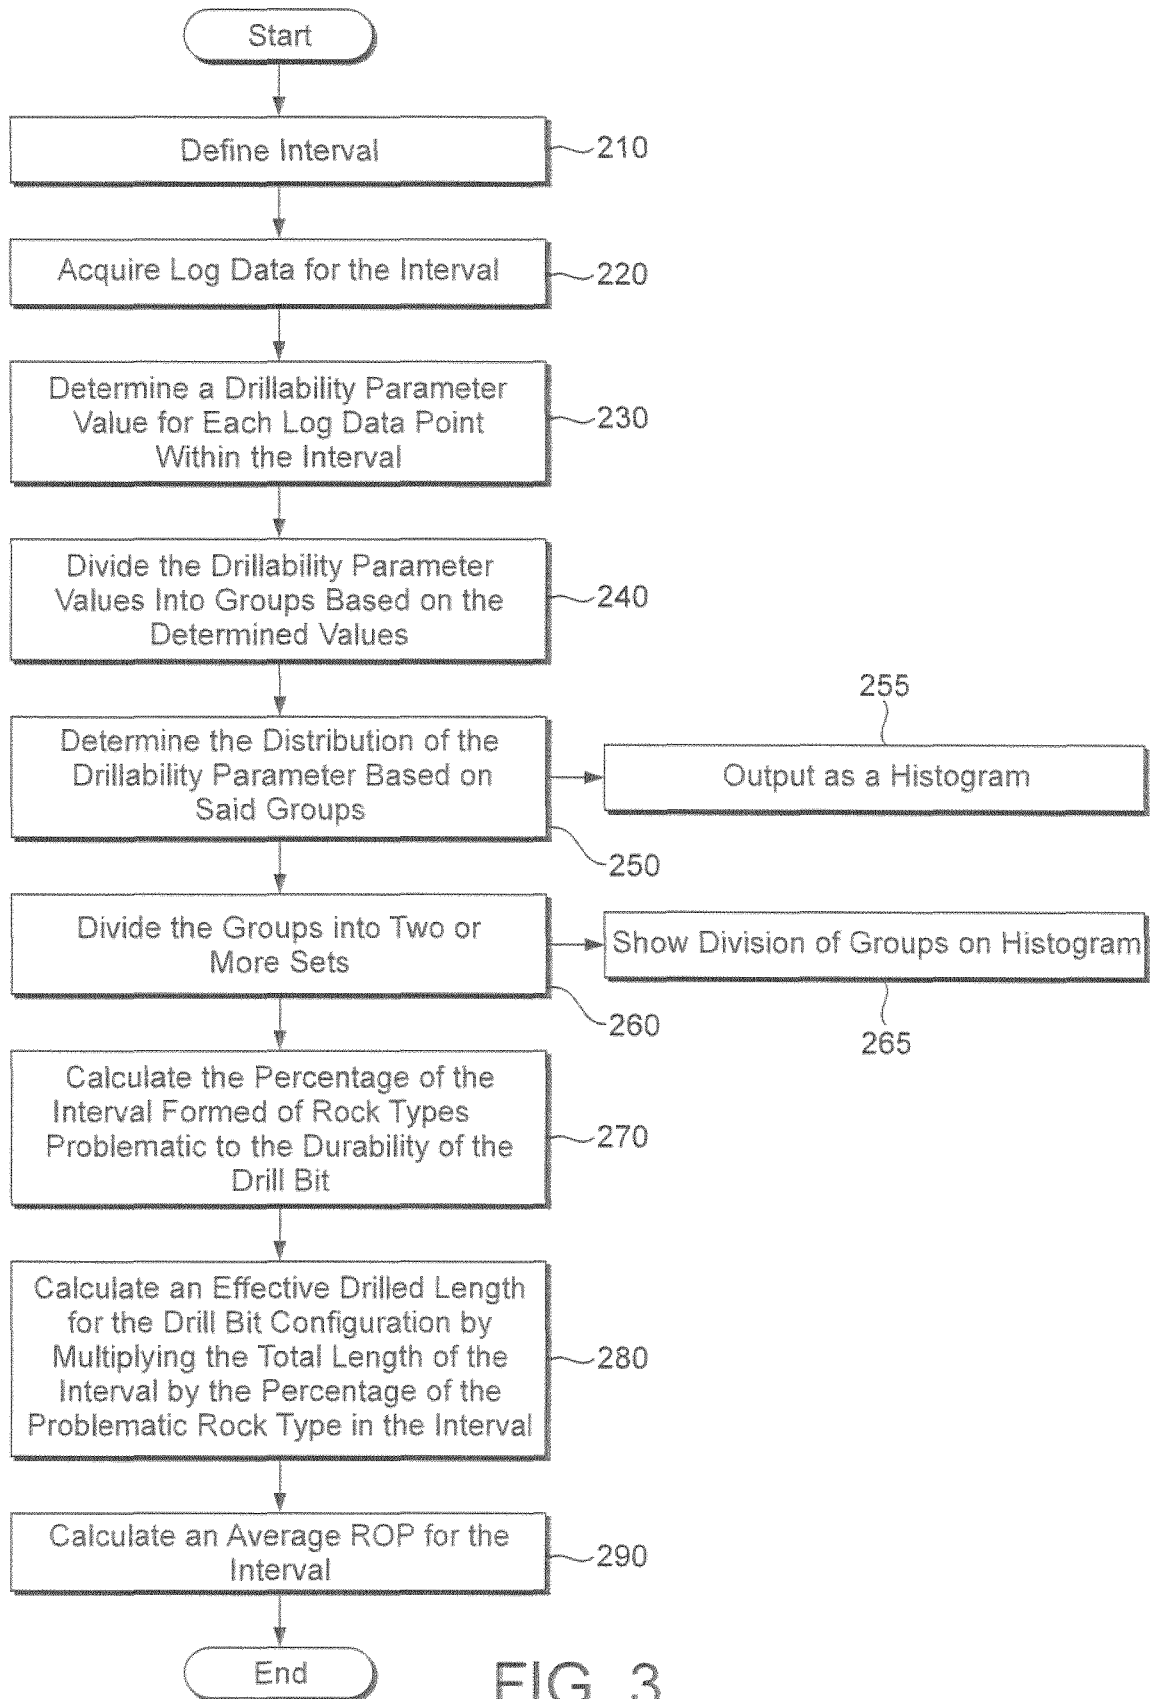 Start
Define Interval
210
Acquire Log Data for the Interval
220
Determine a Drillability Parameter
Value for Each Log Data Point
Within the Interval
230
Divide the Drillability Parameter
Values Into Groups Based on the
Determined Values
240
Determine the Distribution of the
Drillability Parameter Based on
Said Groups
250
255
Output as a Histogram
Divide the Groups into Two or
More Sets
260
Show Division of Groups on Histogram
265
Calculate the Percentage of the
Interval Formed of Rock Types
Problematic to the Durability of the
Drill Bit
270
Calculate an Effective Drilled Length
for the Drill Bit Configuration by
Multiplying the Total Length of the
Interval by the Percentage of the
Problematic Rock Type in the Interval
280
Calculate an Average ROP for the
Interval
290
End
FIG. 3